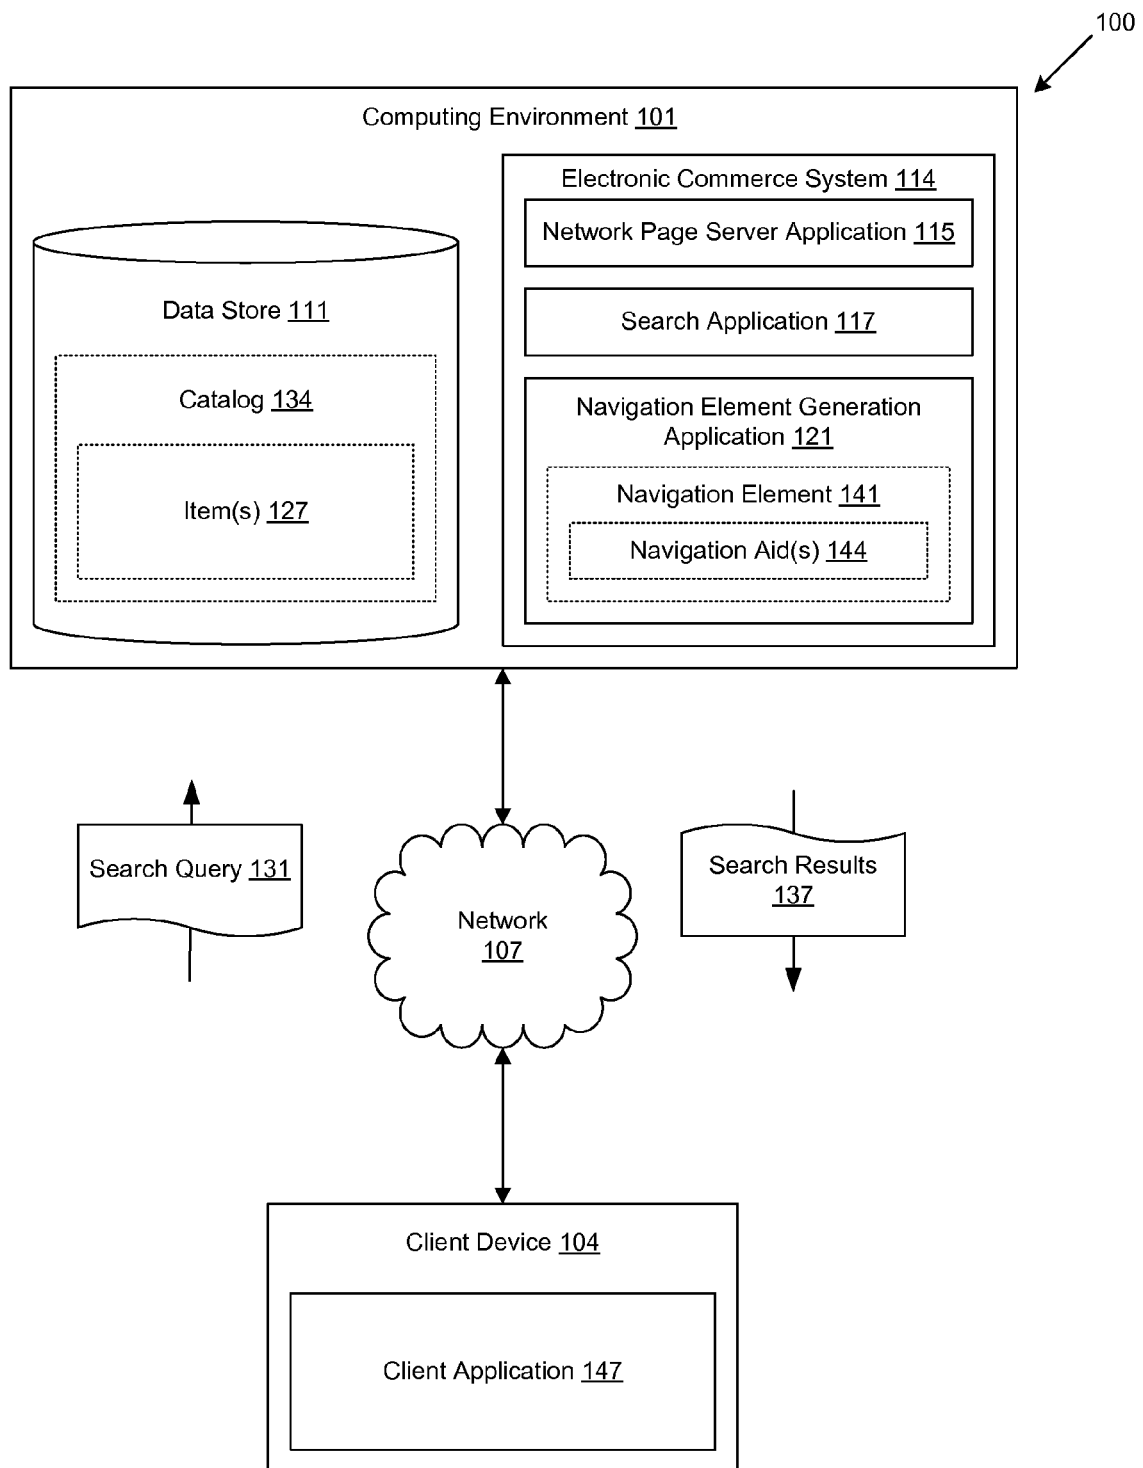 100
Computing Environment 101
Electronic Commerce System 114
Network Page Server Application 115
Data Store 111
Search Application 117
Catalog 134
Navigation Element Generation
Application 121
Navigation Element 141
Item(s) 127
Navigation Aid(s) 144
Search Query 131
Search Results
137
Network
107
Client Device 104
Client Application 147